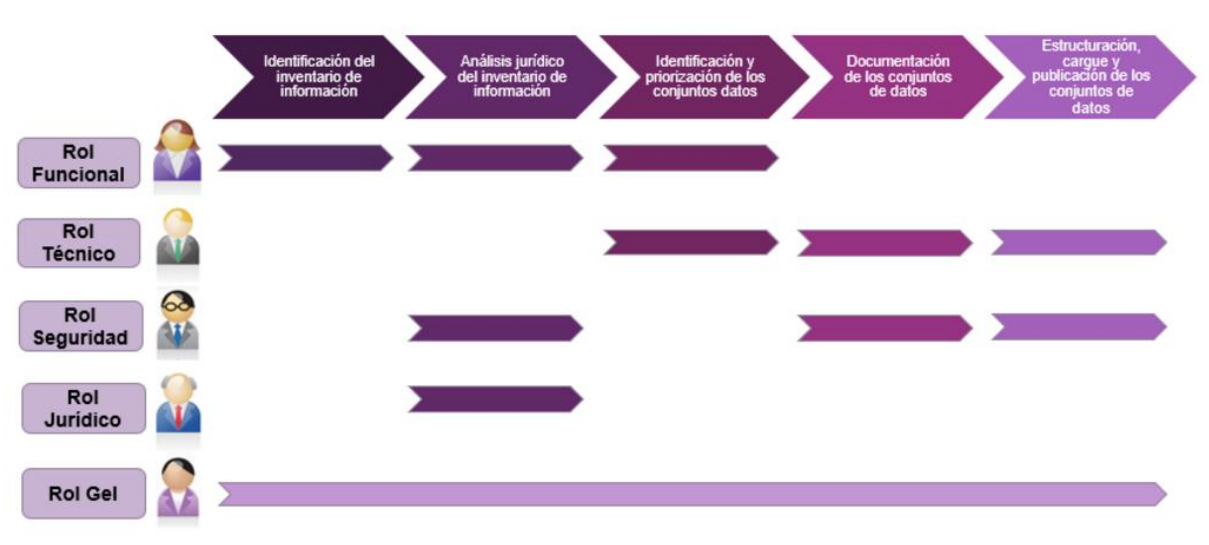 Identificación del
inventario de
información
Análisis jurídico
del inventario de
información
Identificación y
priorización de los
conjuntos datos
Documentación
de los conjuntos
de datos
Estructuración,
cargue y
publicación de los
conjuntos de
datos
Rol
Funcional
Rol
Técnico
Rol
Seguridad
Rol
Jurídico
Rol Gel